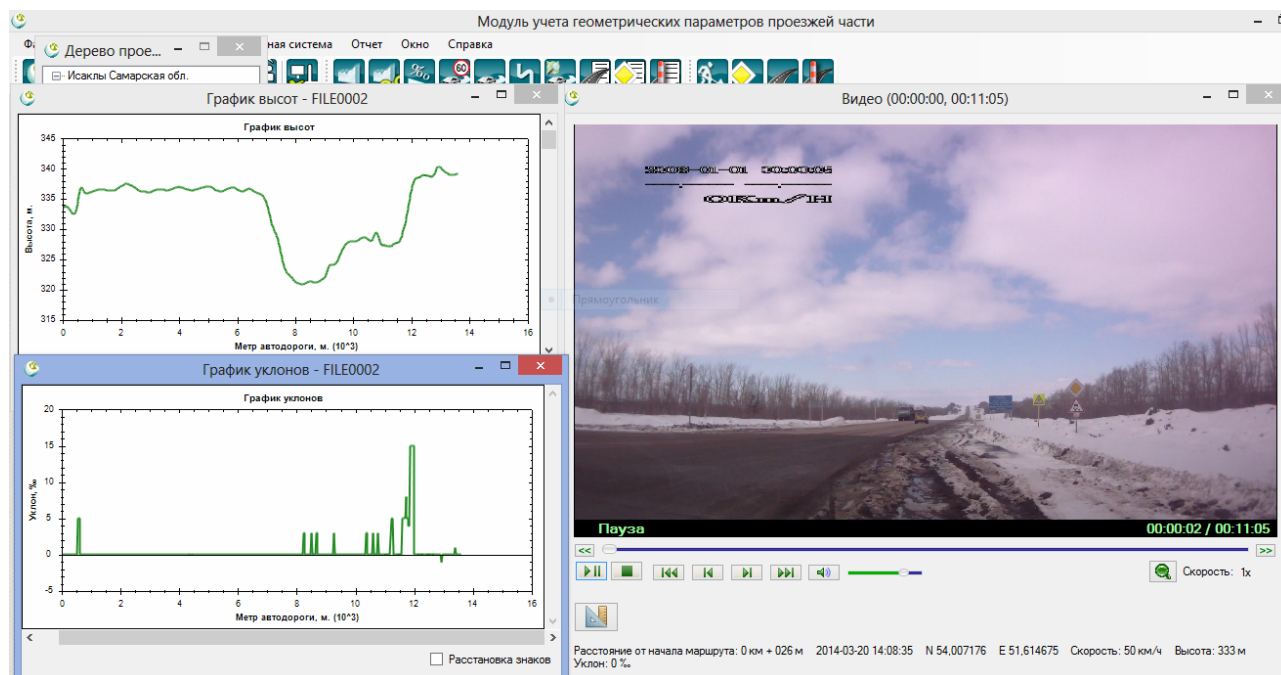 Модуль учета геометрических параметров проезжей части
Дерево прое...
ная система Отчет Окно Справка
Исаклы Самарская обл.
График высот - FILE0002
График высот
345
340
335
330
325
320
315
Высота, м.
0 2 4 6 8 10 12 14 16
Метр автодороги, м. (10^3)
График уклонов - FILE0002
График уклонов
20
15
10
5
0
-5
Уклон, ‰
0 2 4 6 8 10 12 14 16
Метр автодороги, м. (10^3)
Расстановка знаков
Прямоугольник
Видео (00:00:00, 00:11:05)
Пауза 00:00:02 / 00:11:05
<< >>
Скорость: 1x
Расстояние от начала маршрута: 0 км + 026 м 2014-03-20 14:08:35 N 54,007176 E 51,614675 Скорость: 50 км/ч Высота: 333 м
Уклон: 0 ‰